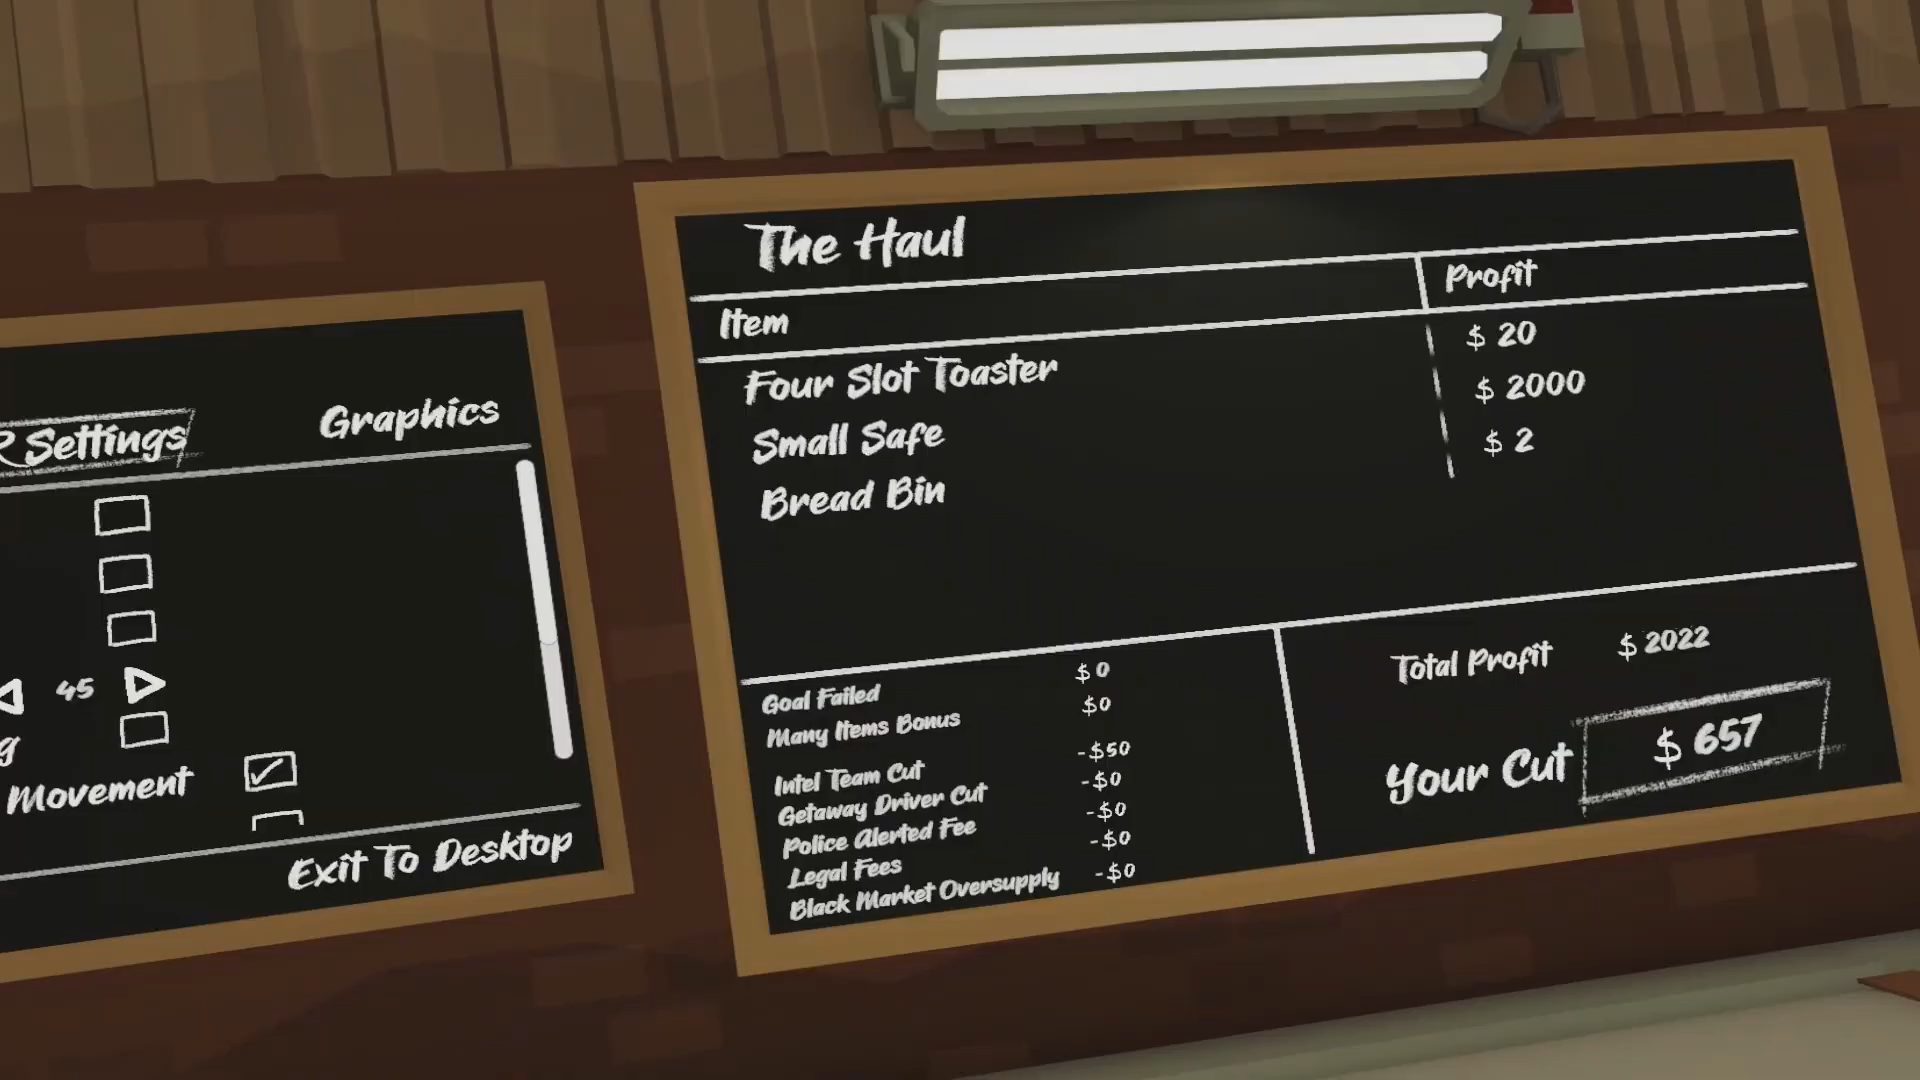 R Settings
Graphics
45
g
Movement
Exit To Desktop
The Haul
Item Profit
Four Slot Toaster $ 20
Small Safe $ 2000
Bread Bin $ 2
Goal Failed $ 0
Many Items Bonus $0
Intel Team Cut -$50
Getaway Driver Cut -$0
Police Alerted Fee -$0
Legal Fees -$0
Black Market Oversupply -$0
Total Profit $ 2022
Your Cut $ 657